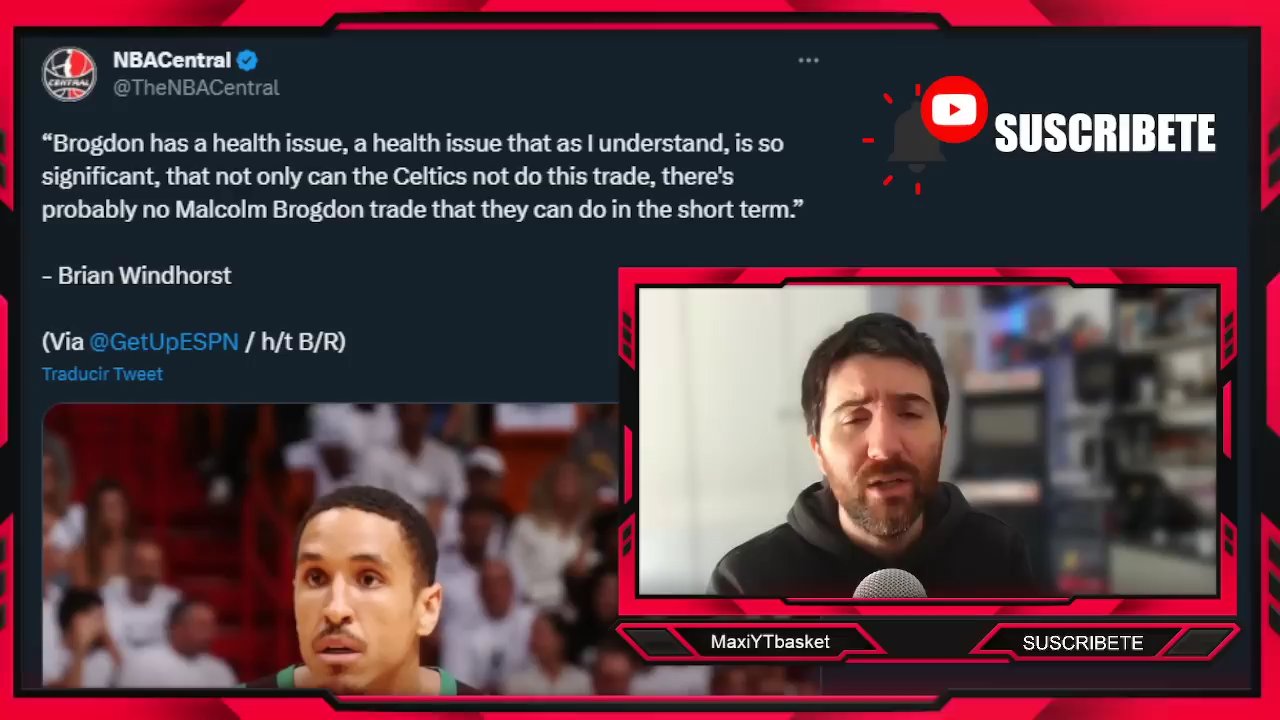 NBACentral
@TheNBACentral
“Brogdon has a health issue, a health issue that as I understand, is so
significant, that not only can the Celtics not do this trade, there's
probably no Malcolm Brogdon trade that they can do in the short term.”
– Brian Windhorst
(Via @GetUpESPN / h/t B/R)
Traducir Tweet
SUSCRIBETE
MaxiYTbasket
SUSCRIBETE
CENTRAL